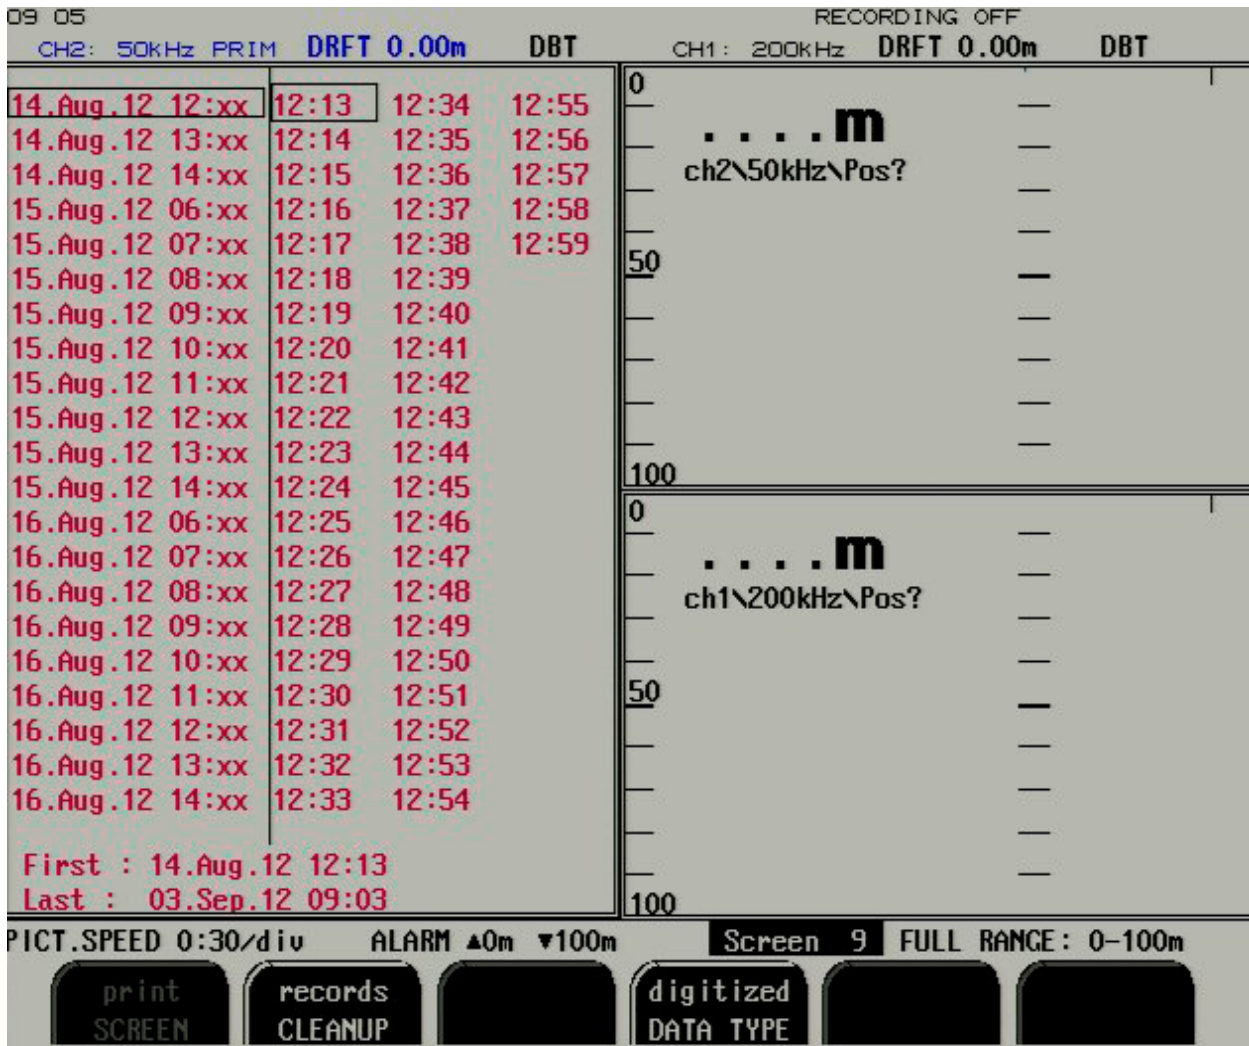 09 05 RECORDING OFF
CH2: 50kHz PRIM DRFT 0.00m DBT CH1: 200kHz DRFT 0.00m DBT
14.Aug.12 12:xx 12:13 12:34 12:55
14.Aug.12 13:xx 12:14 12:35 12:56
14.Aug.12 14:xx 12:15 12:36 12:57
15.Aug.12 06:xx 12:16 12:37 12:58
15.Aug.12 07:xx 12:17 12:38 12:59
15.Aug.12 08:xx 12:18 12:39
15.Aug.12 09:xx 12:19 12:40
15.Aug.12 10:xx 12:20 12:41
15.Aug.12 11:xx 12:21 12:42
15.Aug.12 12:xx 12:22 12:43
15.Aug.12 13:xx 12:23 12:44
15.Aug.12 14:xx 12:24 12:45
16.Aug.12 06:xx 12:25 12:46
16.Aug.12 07:xx 12:26 12:47
16.Aug.12 08:xx 12:27 12:48
16.Aug.12 09:xx 12:28 12:49
16.Aug.12 10:xx 12:29 12:50
16.Aug.12 11:xx 12:30 12:51
16.Aug.12 12:xx 12:31 12:52
16.Aug.12 13:xx 12:32 12:53
16.Aug.12 14:xx 12:33 12:54
First : 14.Aug.12 12:13
Last : 03.Sep.12 09:03
0
....m
ch2\50kHz\Pos?
50
100
0
....m
ch1\200kHz\Pos?
50
100
PICT.SPEED 0:30/div ALARM ▲0m ▼100m Screen 9 FULL RANGE: 0-100m
print records digitized
SCREEN CLEANUP DATA TYPE